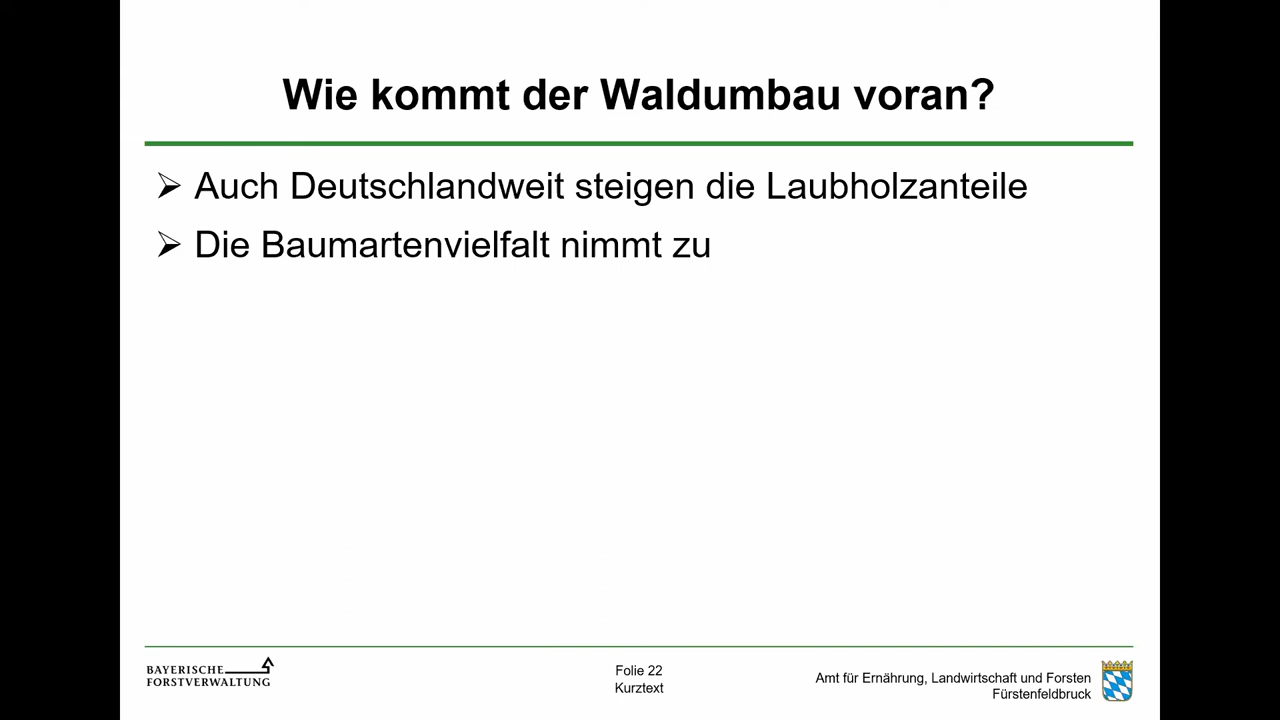 Wie kommt der Waldumbau voran?
Auch Deutschlandweit steigen die Laubholzanteile
Die Baumartenvielfalt nimmt zu
BAYERISCHE
FORSTVERWALTUNG
Folie 22
Kurztext
Amt für Ernährung, Landwirtschaft und Forsten
Fürstenfeldbruck